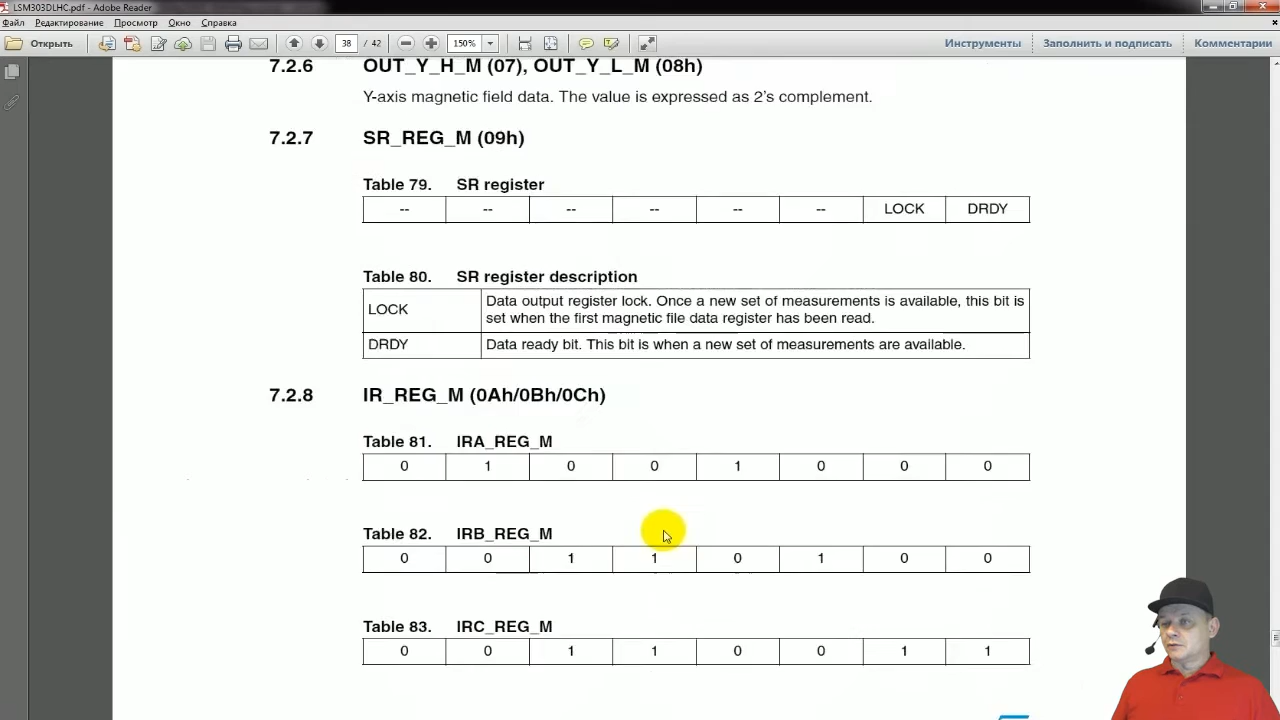 LSM303DLHC.pdf - Adobe Reader
Файл Редактирование Просмотр Окно Справка
Открыть 38 / 42 150% Инструменты Заполнить и подписать Комментарии
7.2.6 OUT_Y_H_M (07), OUT_Y_L_M (08h)
Y-axis magnetic field data. The value is expressed as 2's complement.
7.2.7 SR_REG_M (09h)
Table 79. SR register
-- -- -- -- -- -- LOCK DRDY
Table 80. SR register description
LOCK Data output register lock. Once a new set of measurements is available, this bit is
set when the first magnetic file data register has been read.
DRDY Data ready bit. This bit is when a new set of measurements are available.
7.2.8 IR_REG_M (0Ah/0Bh/0Ch)
Table 81. IRA_REG_M
0 1 0 0 1 0 0 0
Table 82. IRB_REG_M
0 0 1 1 0 1 0 0
Table 83. IRC_REG_M
0 0 1 1 0 0 1 1